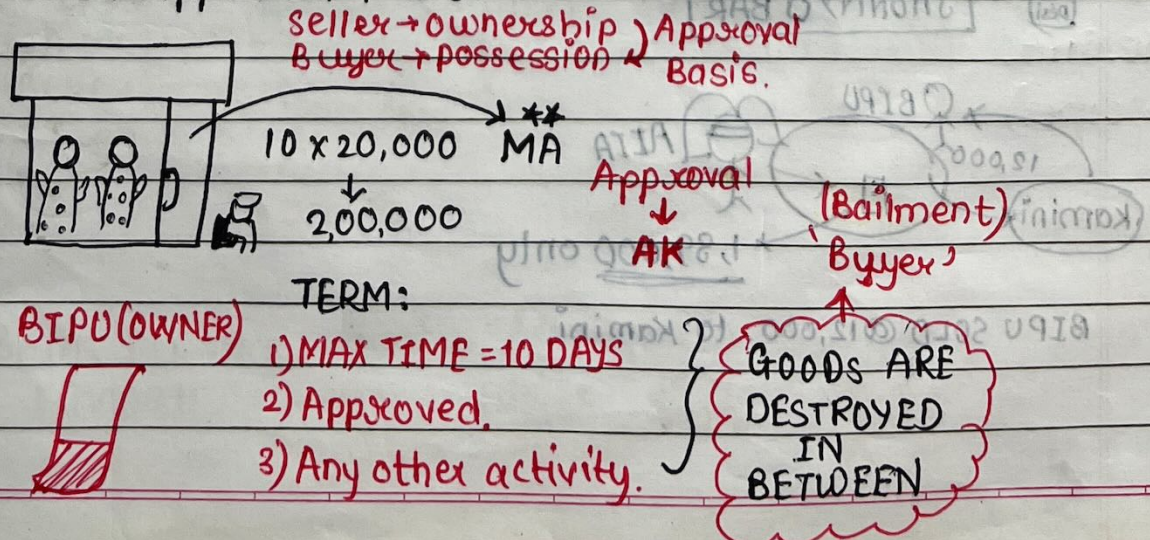 Seller → ownership
Buyer → possession
Approval
Basis.
10 x 20,000
↓
2,00,000
**
MA
Approval
↓
AK
(Bailment)
'Buyer'
BIPU (OWNER)
TERM:
1) MAX TIME = 10 DAYS
2) Approved.
3) Any other activity.
GOODS ARE
DESTROYED
IN
BETWEEN